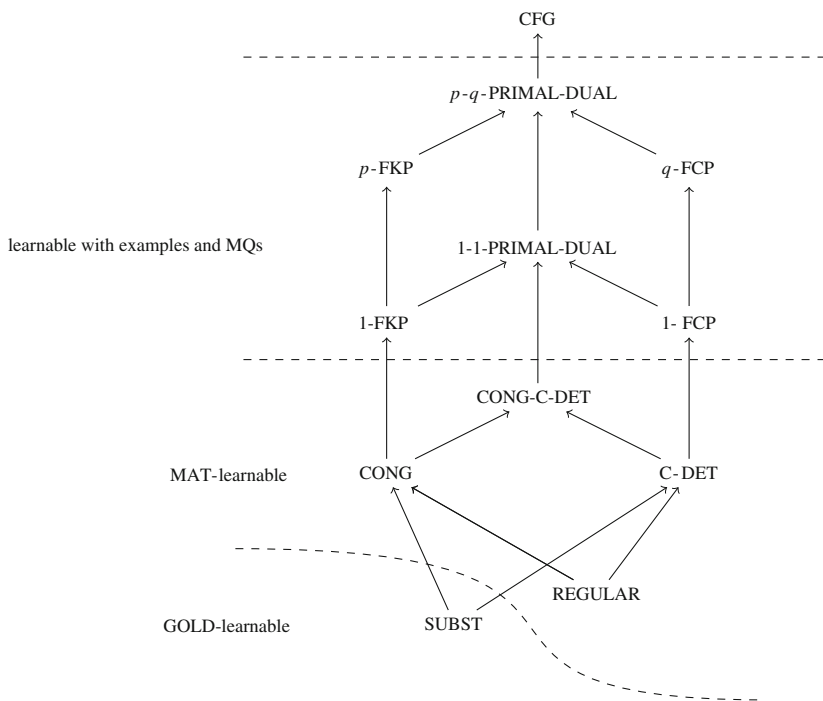 CFG
p-q-PRIMAL-DUAL
p-FKP
q-FCP
learnable with examples and MQs
1-1-PRIMAL-DUAL
1-FKP
1- FCP
CONG-C-DET
MAT-learnable
CONG
C-DET
REGULAR
GOLD-learnable
SUBST